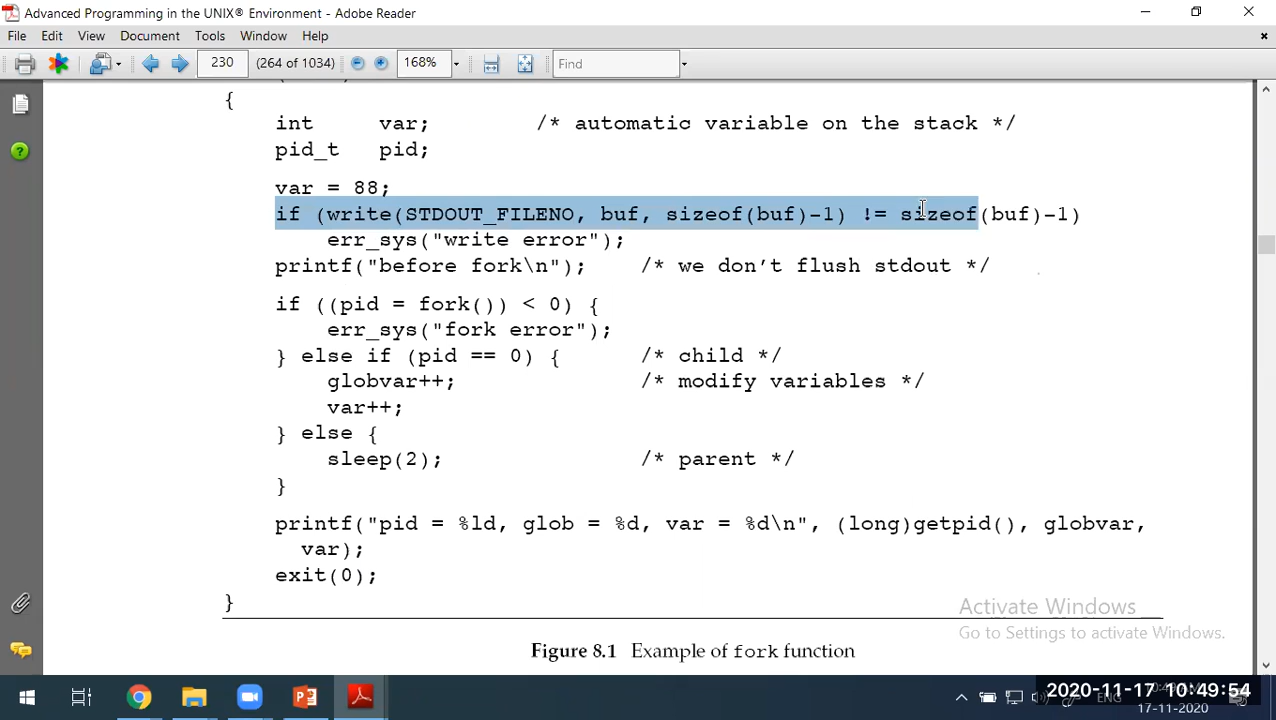 Advanced Programming in the UNIX® Environment - Adobe Reader
File Edit View Document Tools Window Help
230 (264 of 1034) 168% Find
{
int var; /* automatic variable on the stack */
pid_t pid;
var = 88;
if (write(STDOUT_FILENO, buf, sizeof(buf)-1) != sizeof(buf)-1)
err_sys("write error");
printf("before fork\n"); /* we don’t flush stdout */
if ((pid = fork()) < 0) {
err_sys("fork error");
} else if (pid == 0) { /* child */
globvar++; /* modify variables */
var++;
} else {
sleep(2); /* parent */
}
printf("pid = %ld, glob = %d, var = %d\n", (long)getpid(), globvar,
var);
exit(0);
}
Activate Windows
Go to Settings to activate Windows.
Figure 8.1 Example of fork function
2020-11-17 10:49:54
17-11-2020